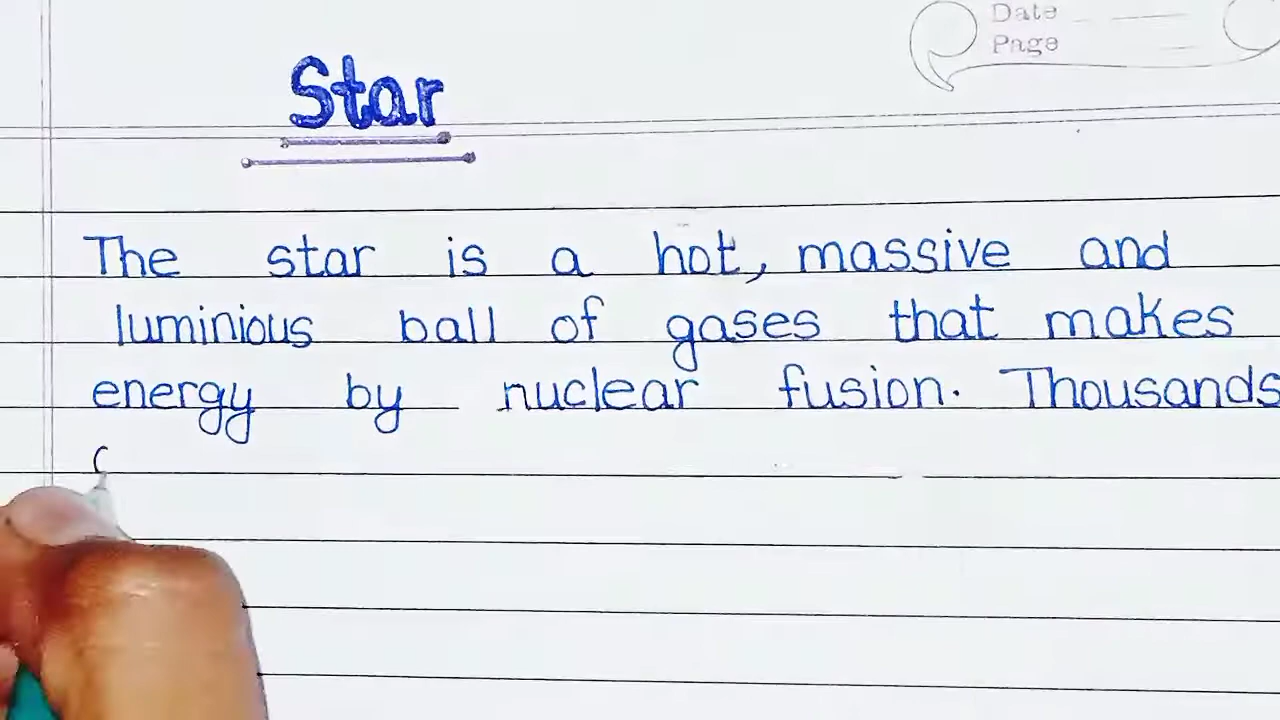 Date
Page
Star
The star is a hot, massive and
luminious ball of gases that makes
energy by nuclear fusion. Thousands